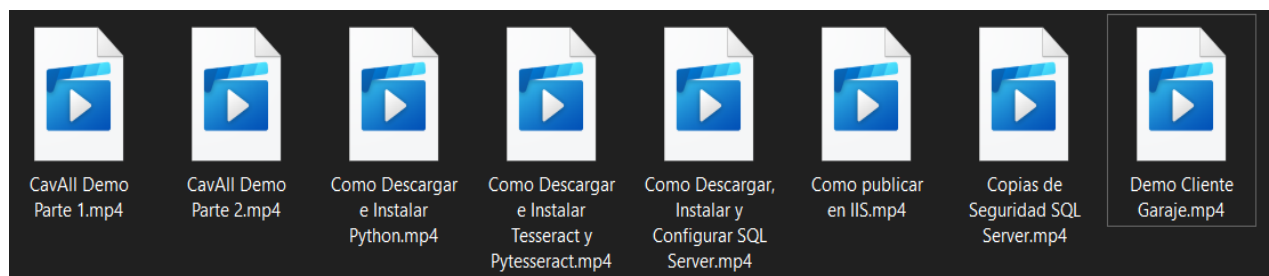 CavAll Demo
Parte 1.mp4
CavAll Demo
Parte 2.mp4
Como Descargar
e Instalar
Python.mp4
Como Descargar
e Instalar
Tesseract y
Pytesseract.mp4
Como Descargar,
Instalar y
Configurar SQL
Server.mp4
Como publicar
en IIS.mp4
Copias de
Seguridad SQL
Server.mp4
Demo Cliente
Garaje.mp4